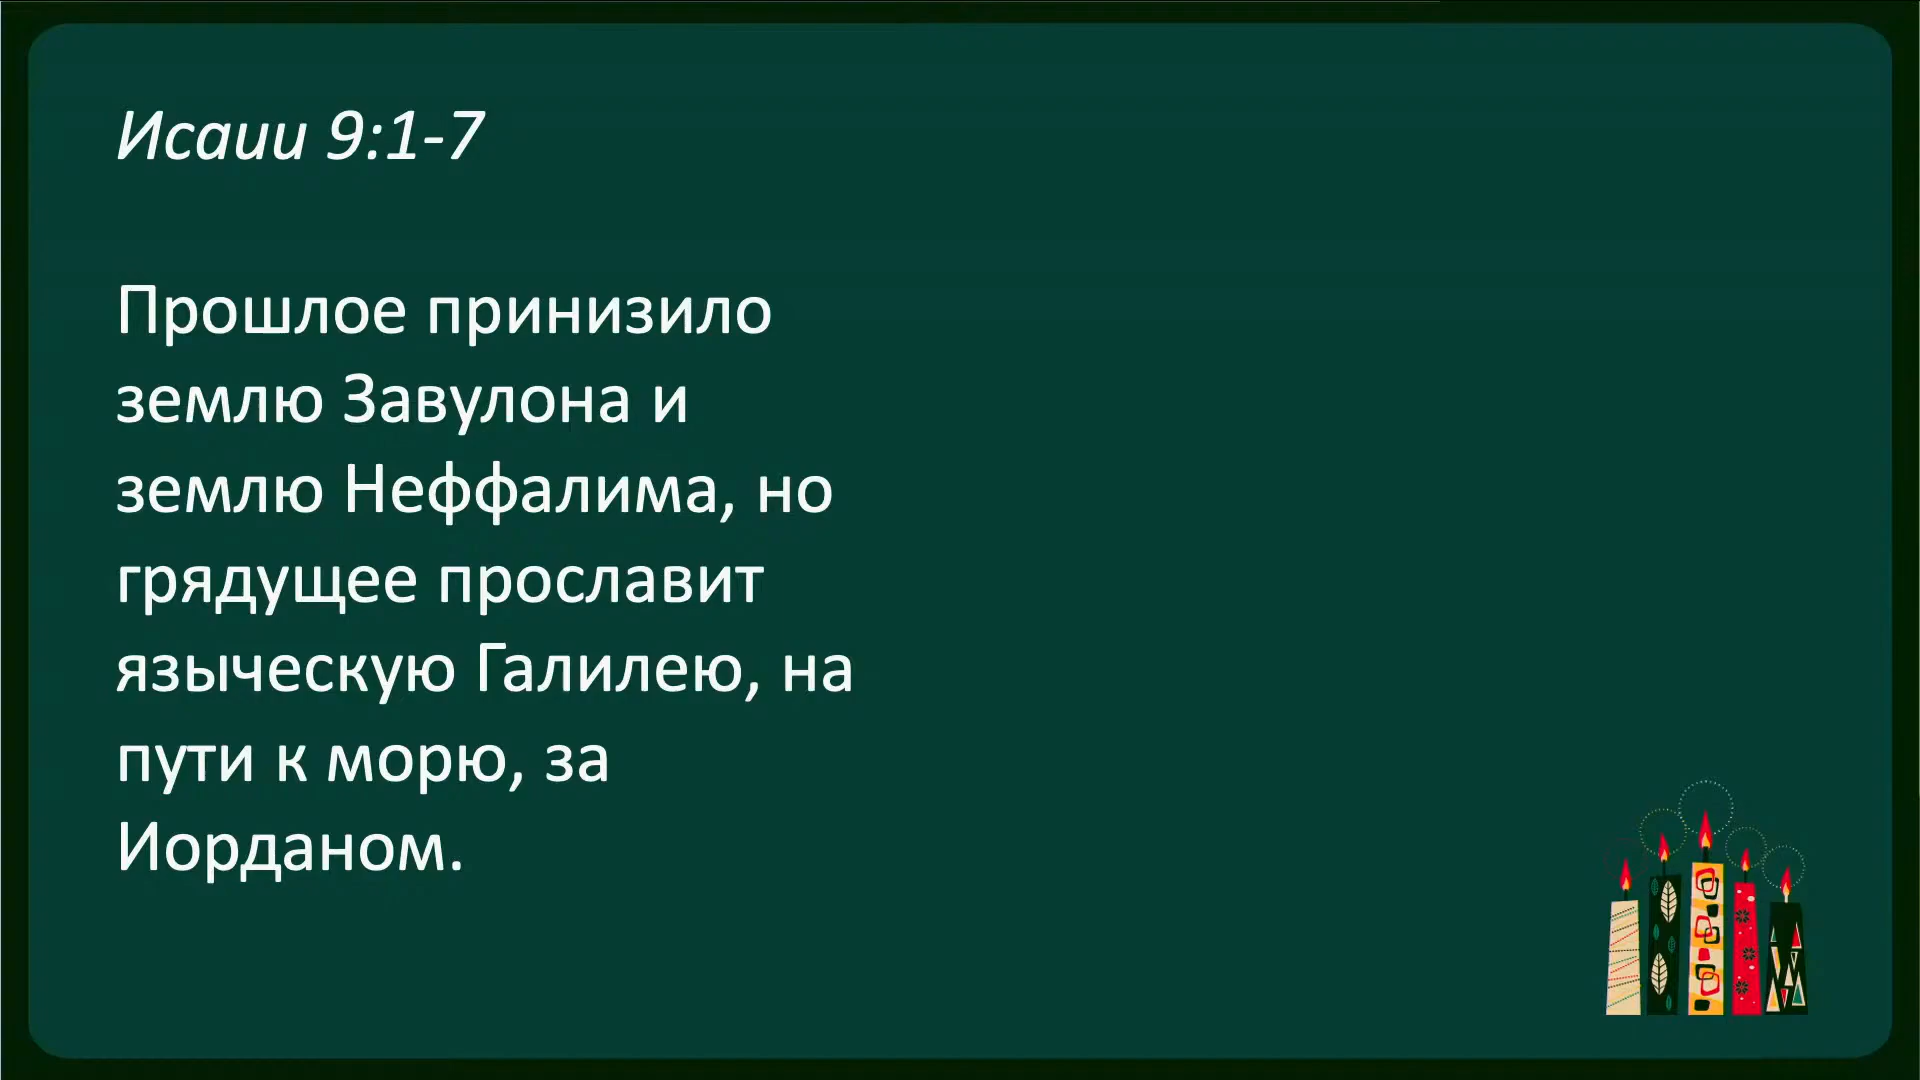 Исаии 9:1-7
Прошлое принизило
землю Завулона и
землю Неффалима, но
грядущее прославит
языческую Галилею, на
пути к морю, за
Иорданом.